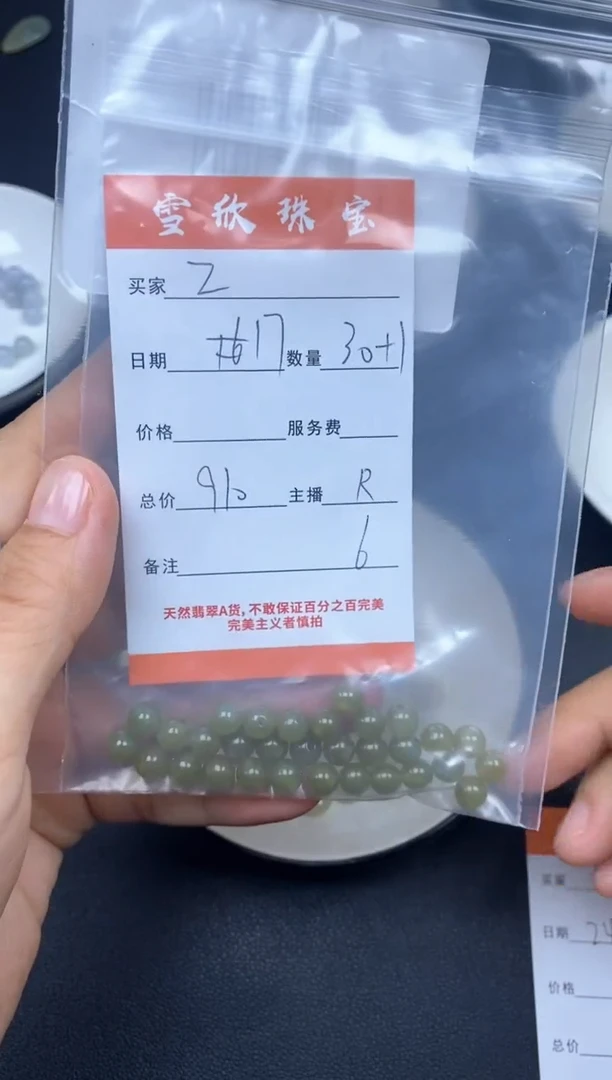 雪欣珠宝
买家 Z
日期 617 数量 30+1
价格 服务费
总价 910 主播 R
备注 6
天然翡翠A货,不敢保证百分之百完美
完美主义者慎拍
买家
日期
价格
总价